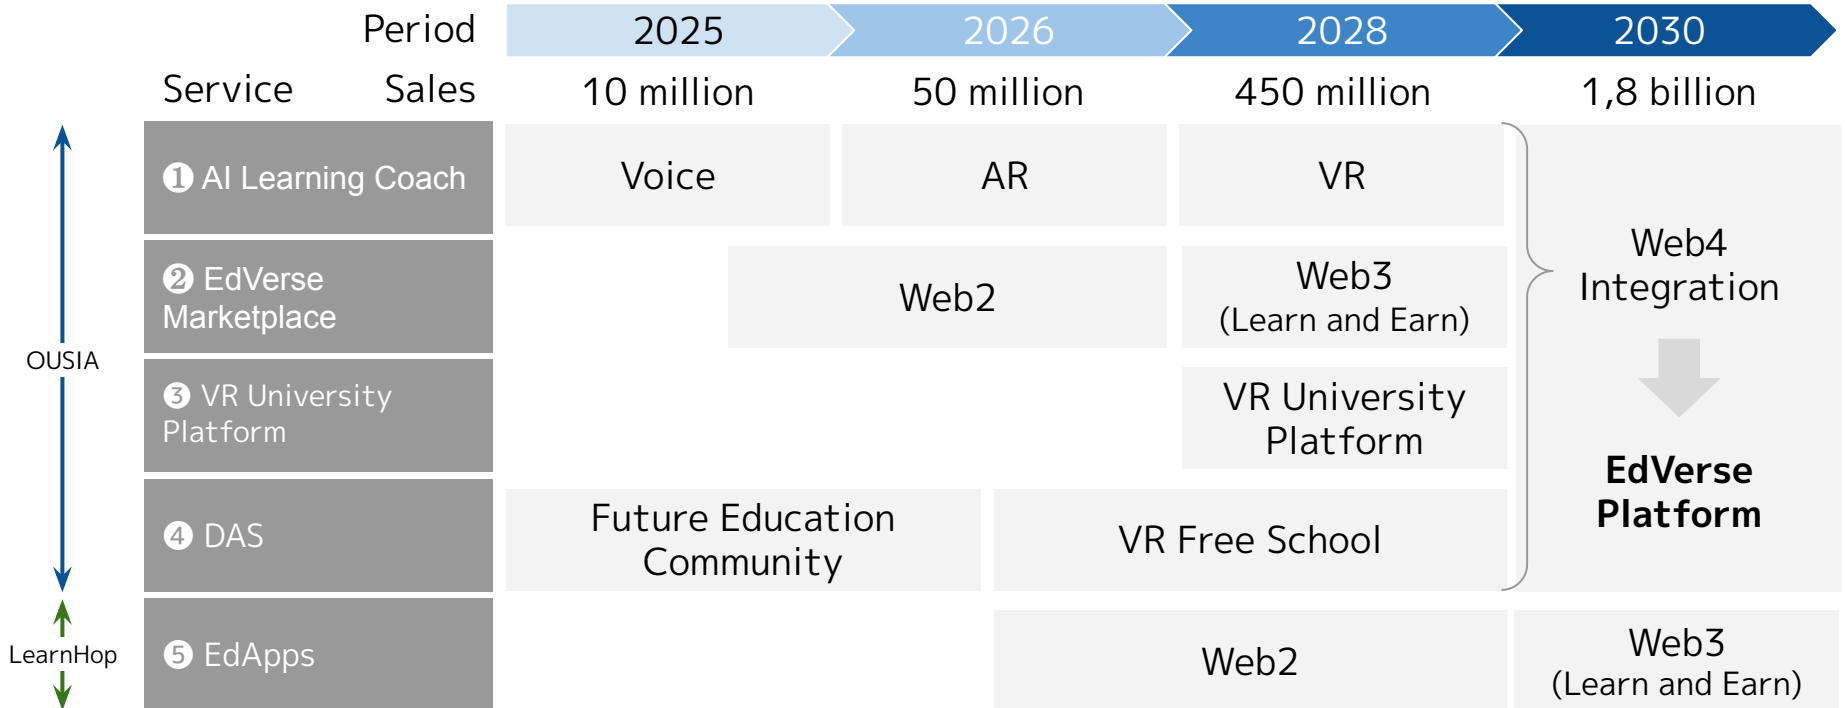 Period 2025 2026 2028 2030
Service Sales 10 million 50 million 450 million 1,8 billion
❶ AI Learning Coach
Voice
AR
VR
❷ EdVerse
Marketplace
Web2
Web3
(Learn and Earn)
❸ VR University
Platform
VR University
Platform
❹ DAS
Future Education
Community
VR Free School
Web4
Integration
EdVerse
Platform
OUSIA
❺ EdApps
Web2
Web3
(Learn and Earn)
LearnHop